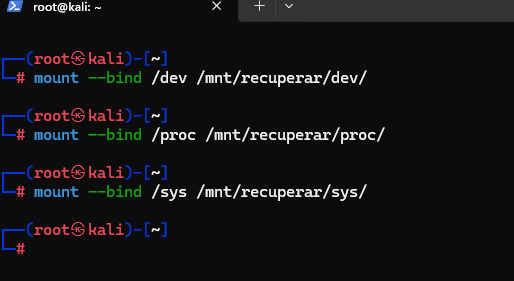 root@kali: ~
┌──(root㉿kali)-[~]
└─# mount --bind /dev /mnt/recuperar/dev/
┌──(root㉿kali)-[~]
└─# mount --bind /proc /mnt/recuperar/proc/
┌──(root㉿kali)-[~]
└─# mount --bind /sys /mnt/recuperar/sys/
┌──(root㉿kali)-[~]
└─#